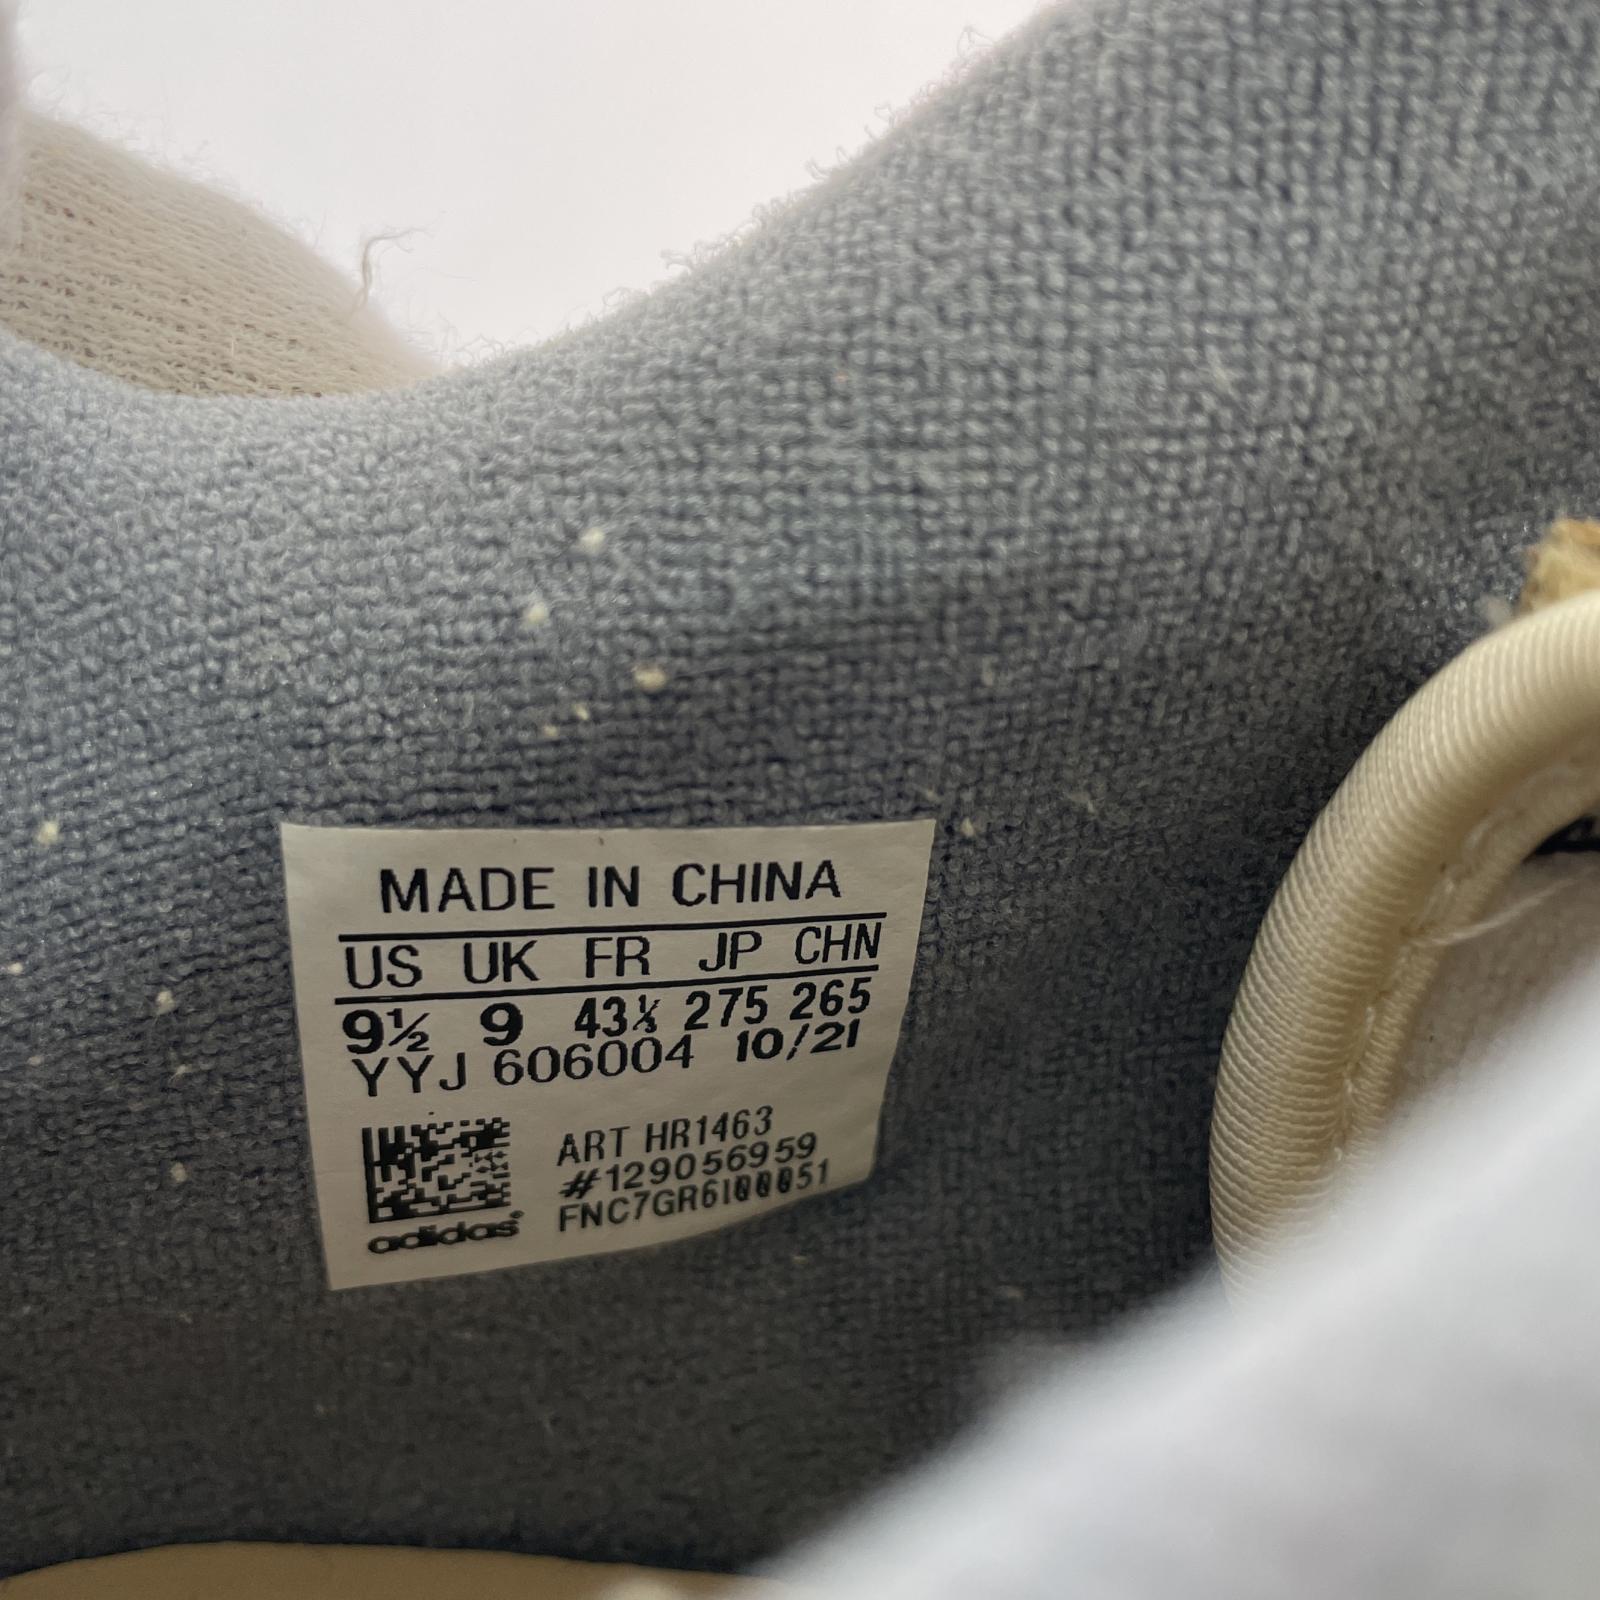 MADE IN CHINA
US UK FR JP CHN
9½ 9 43⅓ 275 265
YYJ 606004 10/21
ART HR1463
#129056959
FNC7GR6I00051
adidas